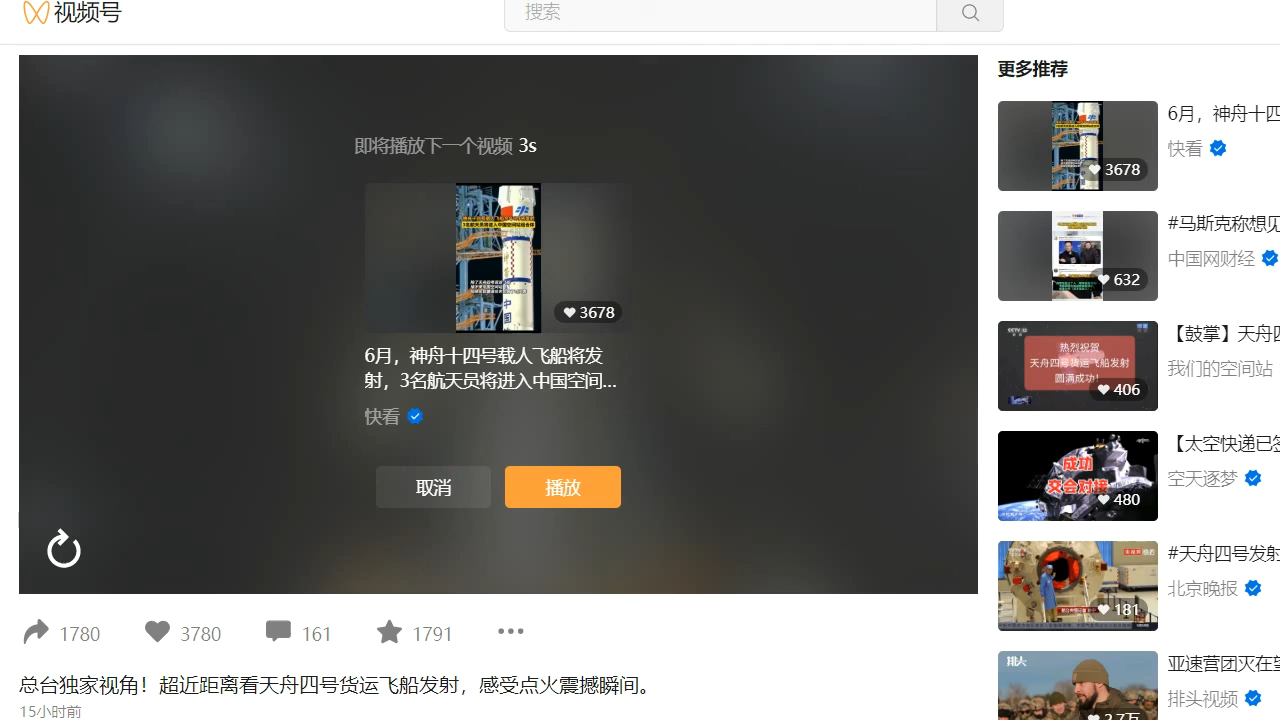 视频号
搜索
即将播放下一个视频 3s
3678
6月，神舟十四号载人飞船将发
射，3名航天员将进入中国空间...
快看
取消
播放
1780
3780
161
1791
总台独家视角！超近距离看天舟四号货运飞船发射，感受点火震撼瞬间。
15小时前
更多推荐
3678
6月，神舟十四
快看
632
#马斯克称想见
中国网财经
热烈祝贺
天舟四号货运飞船发射
圆满成功!
406
【鼓掌】天舟四
我们的空间站
成功
交会对接
480
【太空快递已签
空天逐梦
181
#天舟四号发射
北京晚报
排头
2.7万
亚速营团灭在
排头视频